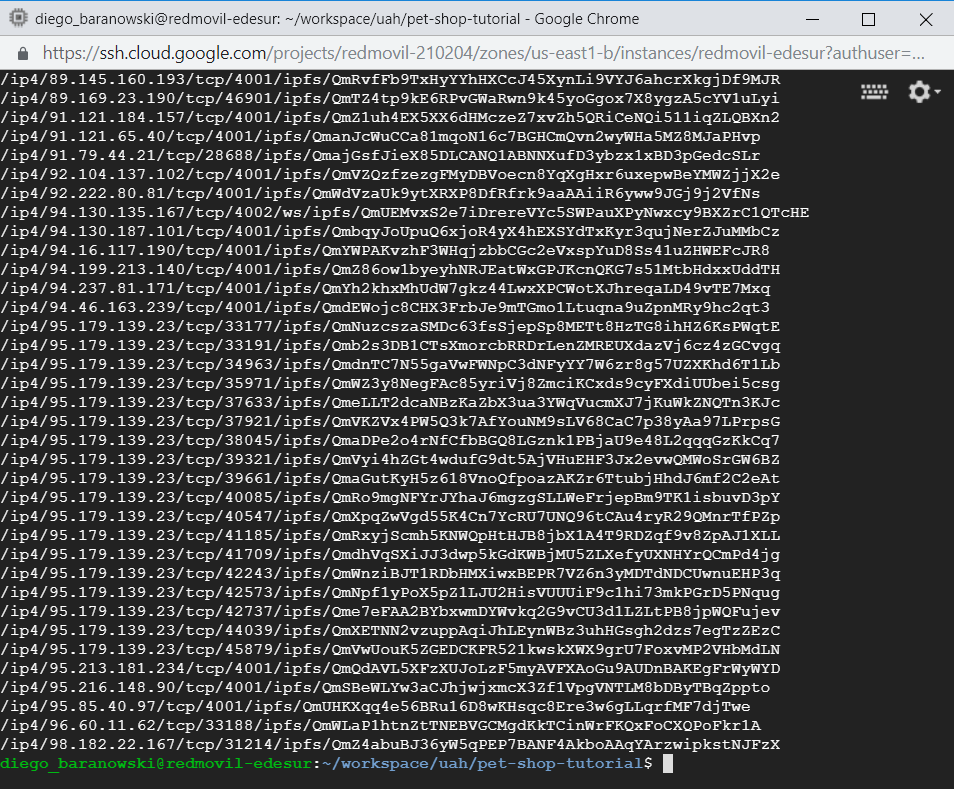 diego_baranowski@redmovil-edesur: ~/workspace/uah/pet-shop-tutorial - Google Chrome
https://ssh.cloud.google.com/projects/redmovil-210204/zones/us-east1-b/instances/redmovil-edesur?authuser=...
/ip4/89.145.160.193/tcp/4001/ipfs/QmRvfFb9TxHyYYhHXCcJ45XynLi9VYJ6ahcrXkgjDf9MJR
/ip4/89.169.23.190/tcp/46901/ipfs/QmTZ4tp9kE6RPvGWaRwn9k45yoGgox7X8ygzA5cYV1uLyi
/ip4/91.121.184.157/tcp/4001/ipfs/QmZ1uh4EX5XX6dHMczeZ7xvZh5QRiCeNQi511iqZLQBXn2
/ip4/91.121.65.40/tcp/4001/ipfs/QmanJcWuCCa81mqoN16c7BGHCmQvn2wyWHa5MZ8MJaPHvp
/ip4/91.79.44.21/tcp/28688/ipfs/QmajGsfJieX85DLCANQ1ABNNXufD3ybzx1xBD3pGedcSLr
/ip4/92.104.137.102/tcp/4001/ipfs/QmVZQzfzezgFMyDBVoecn8YqXgHxr6uxepwBeYMWZjjX2e
/ip4/92.222.80.81/tcp/4001/ipfs/QmWdVzaUk9ytXRXP8DfRfrk9aaAAiiR6yww9JGj9j2VfNs
/ip4/94.130.135.167/tcp/4002/ws/ipfs/QmUEMvxS2e7iDrereVYc5SWPauXPyNwxcy9BXZrC1QTcHE
/ip4/94.130.187.101/tcp/4001/ipfs/QmbqyJoUpuQ6xjoR4yX4hEXSYdTxKyr3qujNerZJuMMbCz
/ip4/94.16.117.190/tcp/4001/ipfs/QmYWPAKvzhF3WHqjzbbCGc2eVxspYuD8Ss41uZHWEFcJR8
/ip4/94.199.213.140/tcp/4001/ipfs/QmZ86ow1byeyhNRJEatWxGPJKcnQKG7s51MtbHdxxUddTH
/ip4/94.237.81.171/tcp/4001/ipfs/QmYh2khxMhUdW7gkz44LwxXPCWotXJhreqaLD49vTE7Mxq
/ip4/94.46.163.239/tcp/4001/ipfs/QmdEWojc8CHX3FrbJe9mTGmo1Ltuqna9uZpnMRy9hc2qt3
/ip4/95.179.139.23/tcp/33177/ipfs/QmNuzcszaSMDc63fsSjepSp8METt8HzTG8ihHZ6KsPWqtE
/ip4/95.179.139.23/tcp/33191/ipfs/Qmb2s3DB1CTsXmorcbRRDrLenZMREUXdazVj6cz4zGCvgq
/ip4/95.179.139.23/tcp/34963/ipfs/QmdnTC7N55gaVwFWNpC3dNFyYY7W6zr8g57UZXKhd6T1Lb
/ip4/95.179.139.23/tcp/35971/ipfs/QmWZ3y8NegFAc85yriVj8ZmciKCxds9cyFXdiUUbei5csg
/ip4/95.179.139.23/tcp/37633/ipfs/QmeLLT2dcaNBzKaZbX3ua3YWqVucmXJ7jKuWkZNQTn3KJc
/ip4/95.179.139.23/tcp/37921/ipfs/QmVKZVx4PW5Q3k7AfYouNM9sLV68CaC7p38yAa97LPrpsG
/ip4/95.179.139.23/tcp/38045/ipfs/QmaDPe2o4rNfCfbBGQ8LGznk1PBjaU9e48L2qqqGzKkCq7
/ip4/95.179.139.23/tcp/39321/ipfs/QmVyi4hZGt4wdufG9dt5AjVHuEHF3Jx2evwQMWoSrGW6BZ
/ip4/95.179.139.23/tcp/39661/ipfs/QmaGutKyH5z618VnoQfpoazAKZr6TtubjHhdJ6mf2C2eAt
/ip4/95.179.139.23/tcp/40085/ipfs/QmRo9mgNFYrJYhaJ6mgzgSLLWeFrjepBm9TK1isbuvD3pY
/ip4/95.179.139.23/tcp/40547/ipfs/QmXpqZwVgd55K4Cn7YcRU7UNQ96tCAu4ryR29QMnrTfPZp
/ip4/95.179.139.23/tcp/41185/ipfs/QmRxyjScmh5KNWQpHtHJB8jbX1A4T9RDZqf9v8ZpAJ1XLL
/ip4/95.179.139.23/tcp/41709/ipfs/QmdhVqSXiJJ3dwp5kGdKWBjMU5ZLXefyUXNHYrQCmPd4jg
/ip4/95.179.139.23/tcp/42243/ipfs/QmWnziBJT1RDbHMXiwxBEPR7VZ6n3yMDTdNDCUwnuEHP3q
/ip4/95.179.139.23/tcp/42573/ipfs/QmNpf1yPoX5pZ1LJU2HisVUUUiF9c1hi73mkPGrD5PNqug
/ip4/95.179.139.23/tcp/42737/ipfs/Qme7eFAA2BYbxwmDYWvkq2G9vCU3d1LZLtPB8jpWQFujev
/ip4/95.179.139.23/tcp/44039/ipfs/QmXETNN2vzuppAqiJhLEynWBz3uhHGsgh2dzs7egTzZEzC
/ip4/95.179.139.23/tcp/45879/ipfs/QmVwUouK5ZGEDCKFR521kwskXWX9grU7FoxvMP2VHbMdLN
/ip4/95.213.181.234/tcp/4001/ipfs/QmQdAVL5XFzXUJoLzF5myAVFXAoGu9AUDnBAKEgFrWyWYD
/ip4/95.216.148.90/tcp/4001/ipfs/QmSBeWLYw3aCJhjwjxmcX3Zf1VpgVNTLM8bDByTBqZppto
/ip4/95.85.40.97/tcp/4001/ipfs/QmUHKXqq4e56BRu16D8wKHsqc8Ere3w6gLLqrfMF7djTwe
/ip4/96.60.11.62/tcp/33188/ipfs/QmWLaP1htnZtTNEBVGCMgdKkTCinWrFKQxFoCXQPoFkr1A
/ip4/98.182.22.167/tcp/31214/ipfs/QmZ4abuBJ36yW5qPEP7BANF4AkboAAqYArzwipkstNJFzX
diego_baranowski@redmovil-edesur:~/workspace/uah/pet-shop-tutorial$